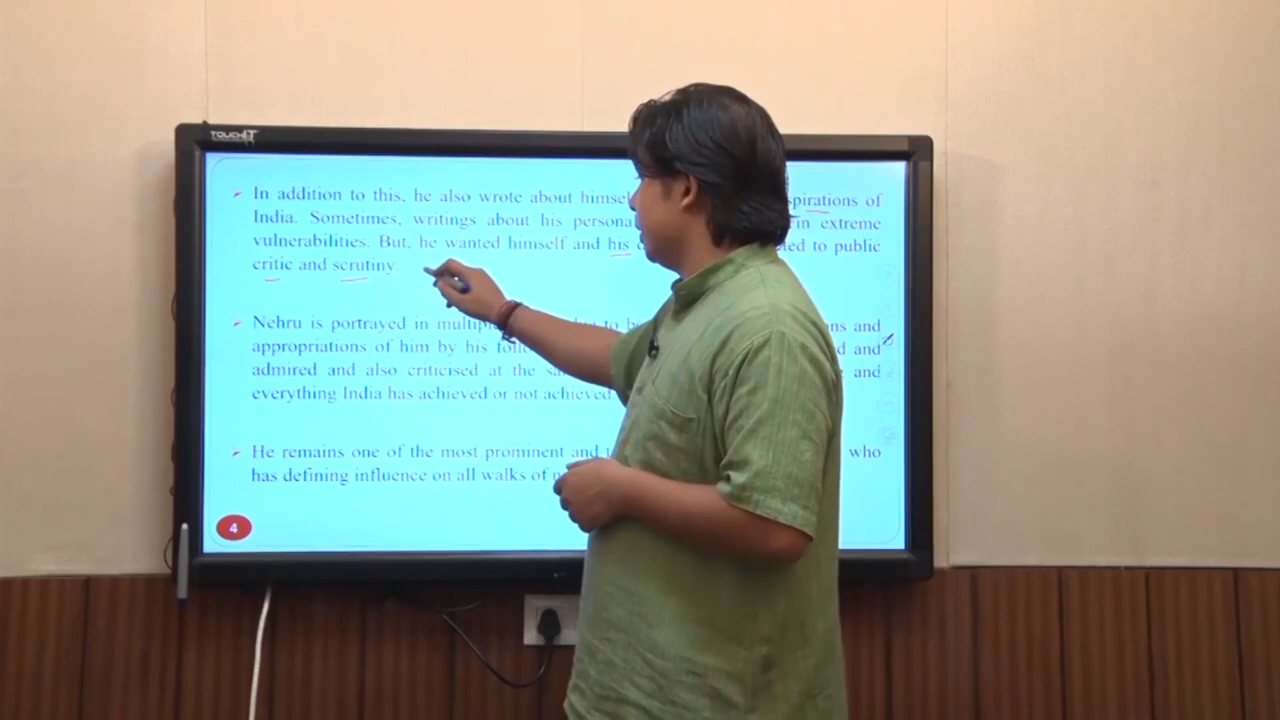 TOUCHIT
In addition to this, he also wrote about himsel spirations of
India. Sometimes, writings about his persona in extreme
vulnerabilities. But, he wanted himself and his to public
critic and scrutiny.
Nehru is portrayed in to and
appropriations of him by his and
admired and also criticised at the and
everything India has achieved or not achieved.
He remains one of the most prominent and who
has defining influence on all walks of
4